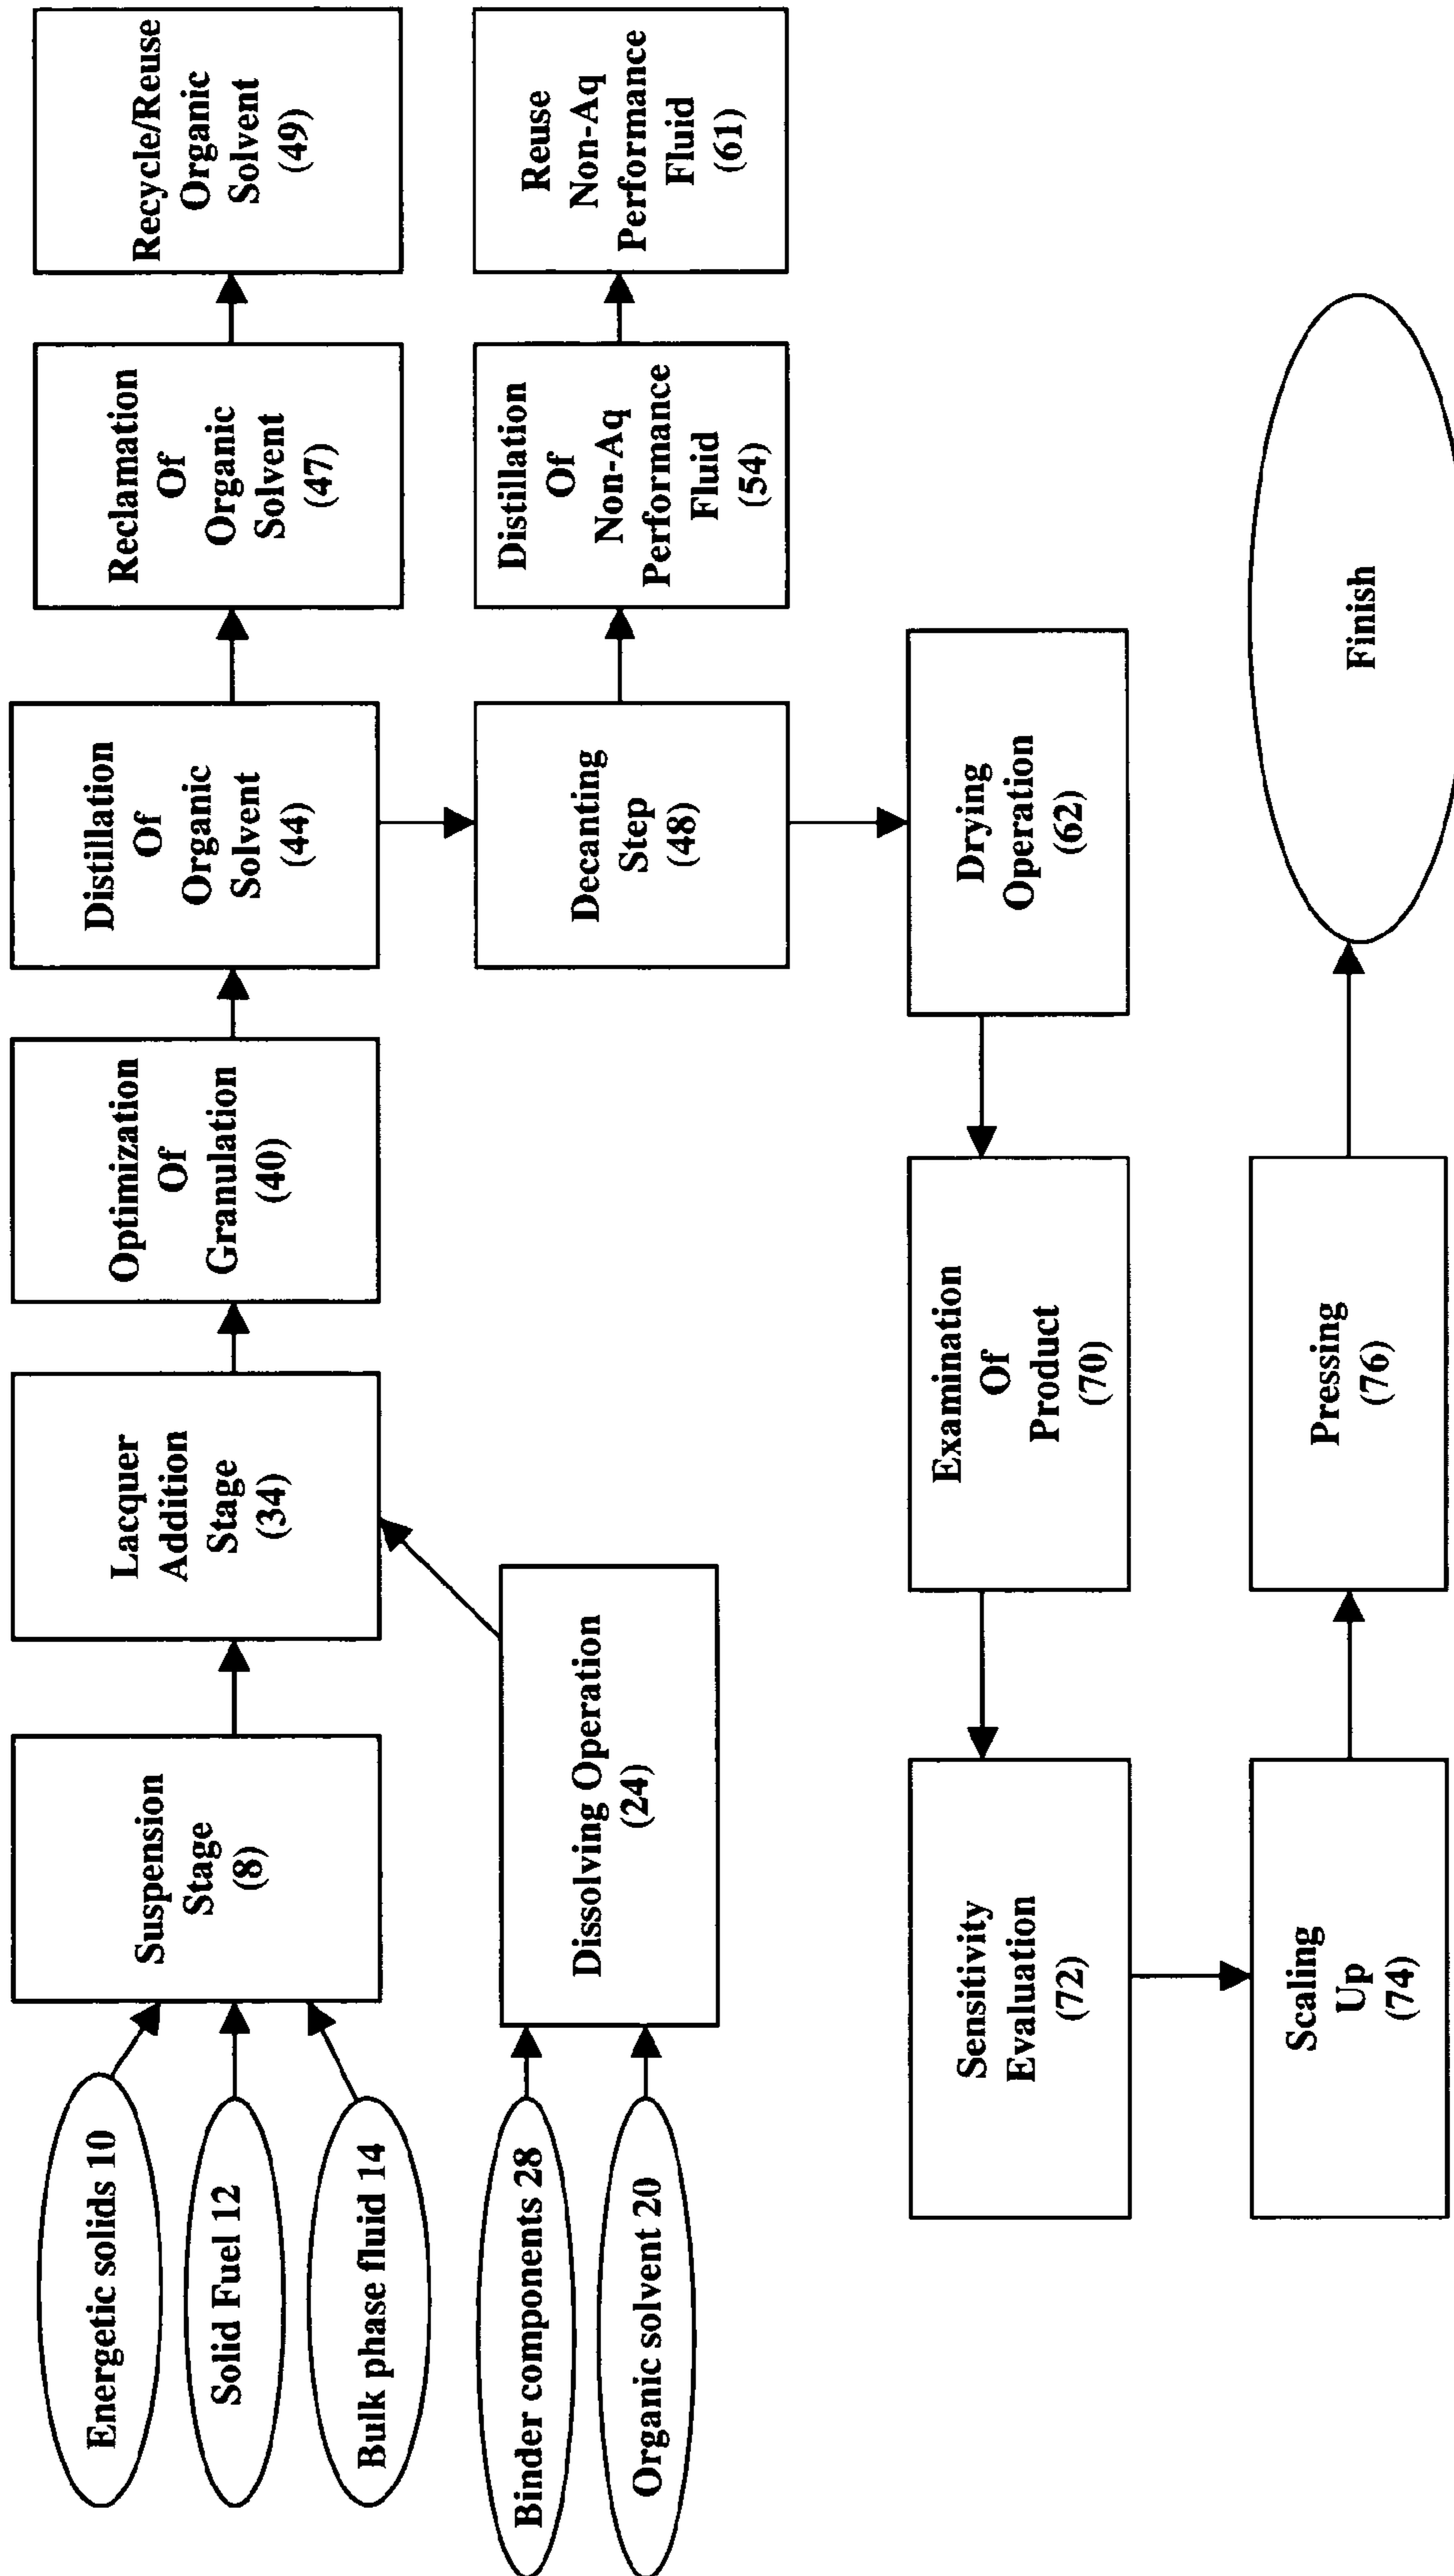 Energetic solids 10
Solid Fuel 12
Bulk phase fluid 14
Binder components 28
Organic solvent 20
Suspension
Stage
(8)
Dissolving Operation
(24)
Lacquer
Addition
Stage
(34)
Optimization
Of
Granulation
(40)
Distillation
Of
Organic
Solvent
(44)
Reclamation
Of
Organic
Solvent
(47)
Recycle/Reuse
Organic
Solvent
(49)
Decanting
Step
(48)
Distillation
Of
Non-Aq
Performance
Fluid
(54)
Reuse
Non-Aq
Performance
Fluid
(61)
Drying
Operation
(62)
Examination
Of
Product
(70)
Sensitivity
Evaluation
(72)
Scaling
Up
(74)
Pressing
(76)
Finish